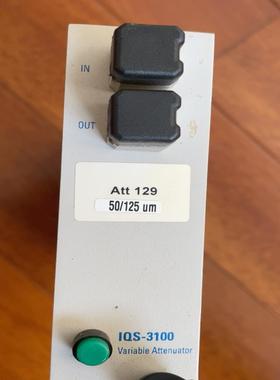 IN
OUT
Att 129
50/125 um
IQS-3100
Variable Attenuator